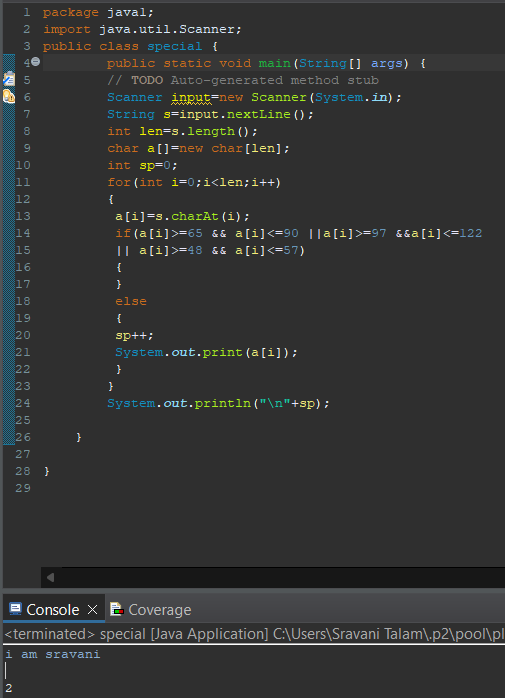 1 package java1;
2 import java.util.Scanner;
3 public class special {
4 public static void main(String[] args) {
5 // TODO Auto-generated method stub
6 Scanner input=new Scanner(System.in);
7 String s=input.nextLine();
8 int len=s.length();
9 char a[]=new char[len];
10 int sp=0;
11 for(int i=0;i<len;i++)
12 {
13 a[i]=s.charAt(i);
14 if(a[i]>=65 && a[i]<=90 ||a[i]>=97 &&a[i]<=122
15 || a[i]>=48 && a[i]<=57)
16 {
17 }
18 else
19 {
20 sp++;
21 System.out.print(a[i]);
22 }
23 }
24 System.out.println("\n"+sp);
25
26 }
27
28 }
29
Console Coverage
<terminated> special [Java Application] C:\Users\Sravani Talam\.p2\pool\pl
i am sravani
2